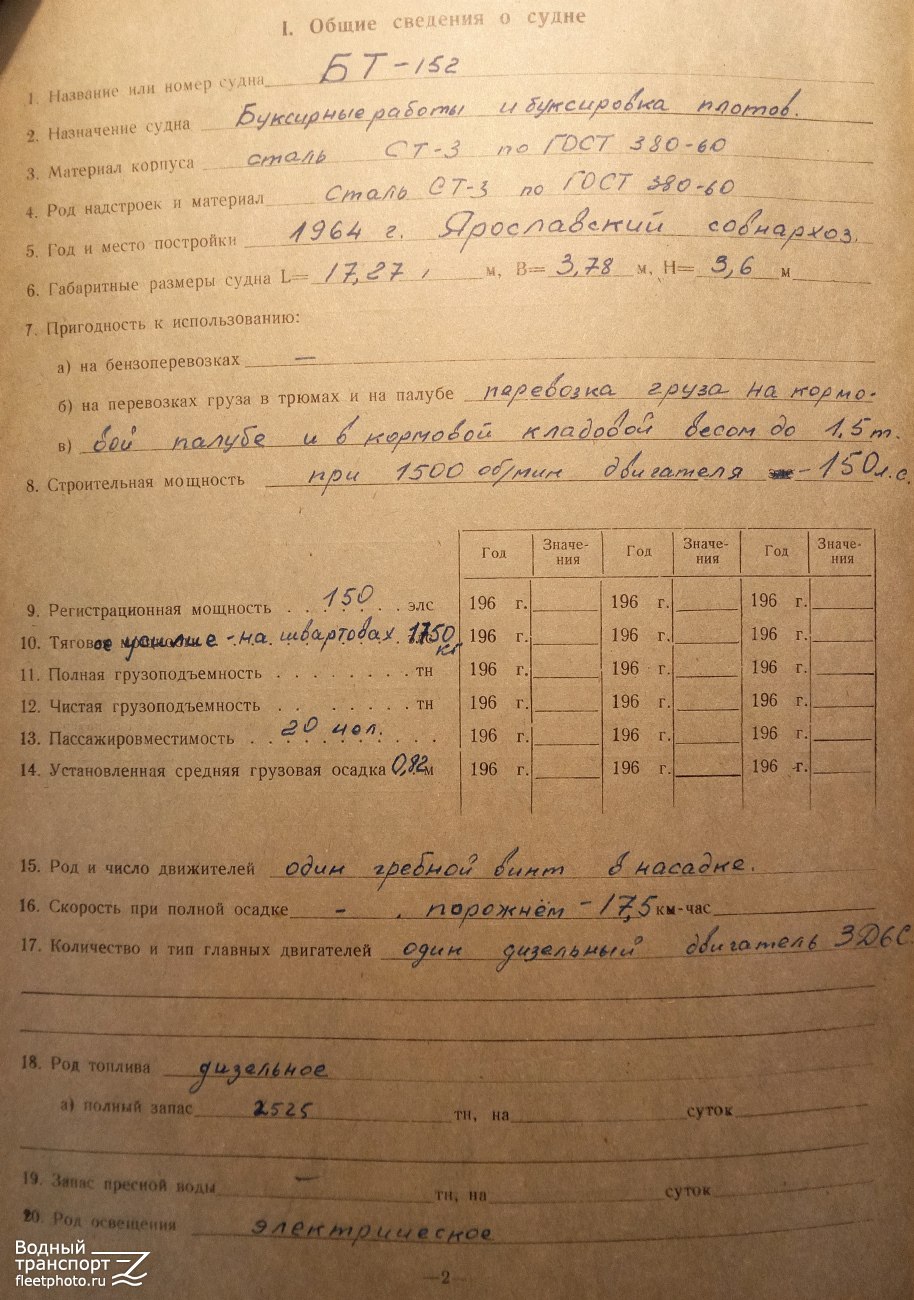 I. Общие сведения о судне
1. Название или номер судна БТ-152
2. Назначение судна Буксирные работы и буксировка плотов.
3. Материал корпуса сталь СТ-3 по ГОСТ 380-60
4. Род надстроек и материал Сталь СТ-3 по ГОСТ 380-60
5. Год и место постройки 1964 г. Ярославский совнархоз.
6. Габаритные размеры судна L= 17,27, м, B= 3,78 м, H= 3,6 м
7. Пригодность к использованию:
а) на бензоперевозках —
б) на перевозках груза в трюмах и на палубе перевозка груза на кормо-
в) вой палубе и в кормовой кладовой весом до 1,5 т.
8. Строительная мощность при 1500 об/мин двигателя - 150 л.с.
Год Значе- Год Значе- Год Значе-
ния ния ния
9. Регистрационная мощность 150 элс 196 г. 196 г. 196 г.
10. Тяговое усилие - на швартовах 1750 кг 196 г. 196 г. 196 г.
11. Полная грузоподъемность . . . . . . . . тн 196 г. 196 г. 196 г.
12. Чистая грузоподъемность . . . . . . . тн 196 г. 196 г. 196 г.
13. Пассажировместимость 20 чел. 196 г. 196 г. 196 г.
14. Установленная средняя грузовая осадка 0,82 м 196 г. 196 г. 196 г.
15. Род и число движителей один гребной винт в насадке.
16. Скорость при полной осадке - , порожнём - 17,5 км-час
17. Количество и тип главных двигателей один дизельный двигатель 3Д6С
18. Род топлива дизельное
а) полный запас 2525 тн, на суток
19. Запас пресной воды — тн, на суток
20. Род освещения электрическое
—2—
Водный
транспорт
fleetphoto.ru